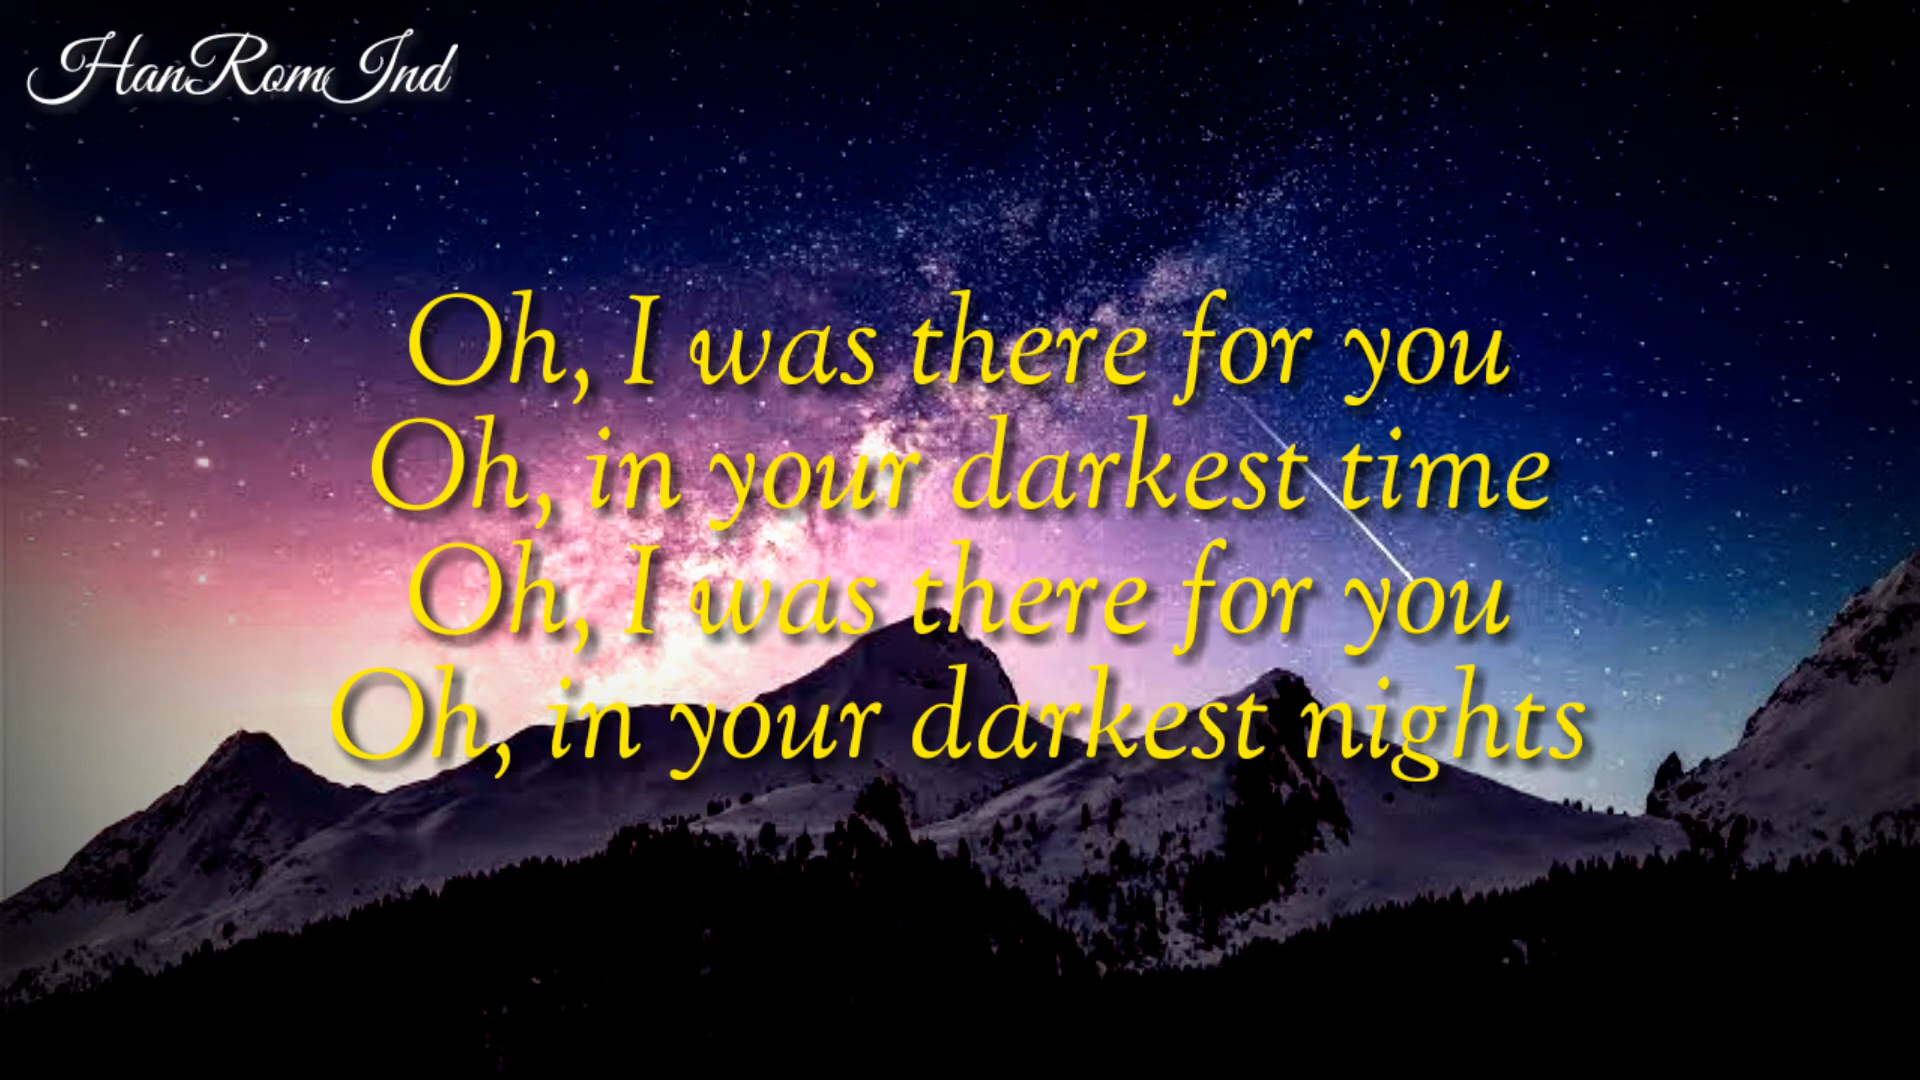 HanRomInd
Oh, I was there for you
Oh, in your darkest time
Oh, I was there for you
Oh, in your darkest nights